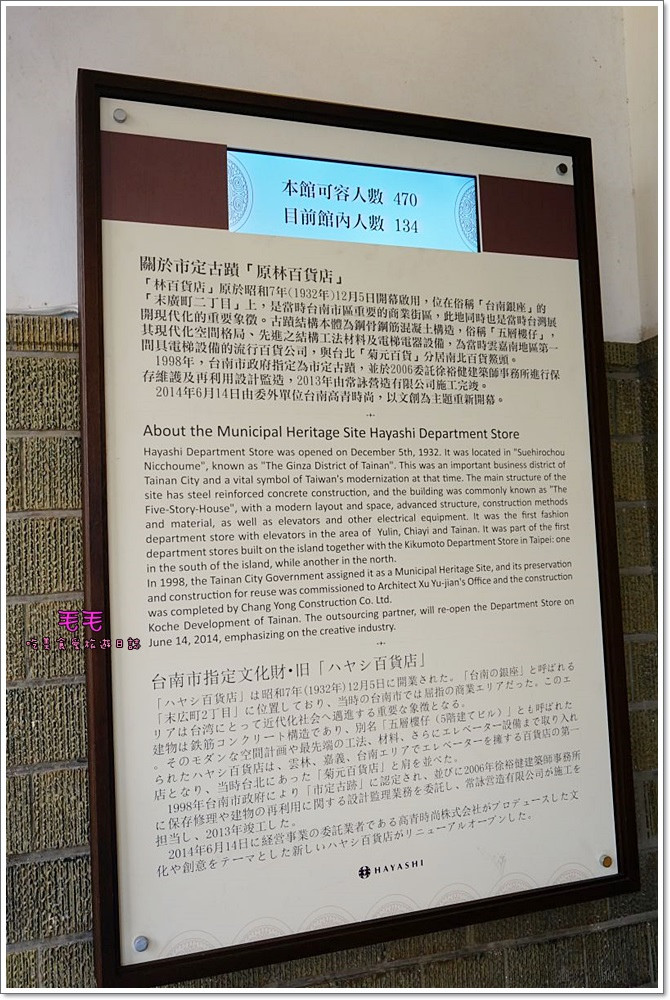 本館可容人數 470
目前館內人數 134
關於市定古蹟「原林百貨店」
「林百貨店」原於昭和7年(1932年)12月5日開幕啟用，位在俗稱「台南銀座」的
「末廣町二丁目」上，是當時台南市區重要的商業街區，此地同時也是當時台灣展
開現代化的重要象徵。古蹟結構本體為鋼骨鋼筋混凝土構造，俗稱「五層樓仔」，
其現代化空間格局、先進之結構工法材料及電梯電器設備，為當時雲嘉南地區第一
間具電梯設備的流行百貨公司，與台北「菊元百貨」分居南北百貨鰲頭。
1998年，台南市政府指定為市定古蹟，並於2006委託徐裕健建築師事務所進行保
存維護及再利用設計監造，2013年由常詠營造有限公司施工完竣。
2014年6月14日由委外單位台南高青時尚，以文創為主題重新開幕。
About the Municipal Heritage Site Hayashi Department Store
Hayashi Department Store was opened on December 5th, 1932. It was located in "Suehirochou
Nicchoume", known as "The Ginza District of Tainan". This was an important business district of
Tainan City and a vital symbol of Taiwan's modernization at that time. The main structure of the
site has steel reinforced concrete construction, and the building was commonly known as "The
Five-Story-House", with a modern layout and space, advanced structure, construction methods
and material, as well as elevators and other electrical equipment. It was the first fashion
department store with elevators in the area of Yulin, Chiayi and Tainan. It was part of the first
department stores built on the island together with the Kikumoto Department Store in Taipei: one
in the south of the island, while another in the north.
In 1998, the Tainan City Government assigned it as a Municipal Heritage Site, and its preservation
and construction for reuse was commissioned to Architect Xu Yu-jian's Office and the construction
was completed by Chang Yong Construction Co. Ltd.
Koche Development of Tainan. The outsourcing partner, will re-open the Department Store on
June 14, 2014, emphasizing on the creative industry.
台南市指定文化財・旧「ハヤシ百貨店」
「ハヤシ百貨店」は昭和7年(1932年)12月5日に開業された。「台南の銀座」と呼ばれる
「末広町2丁目」に位置しており、当時の台南市では屈指の商業エリアだった。このエ
リアは台湾にとって近代化社会へ邁進する重要な象徴となる。
建物は鉄筋コンクリート構造であり、別名「五層樓仔（5階建てビル）」とも呼ばれた
。そのモダンな空間計画や最先端の工法、材料、さらにエレベーター設備まで取り入れ
られたハヤシ百貨店は、雲林、嘉義、台南エリアでエレベーターを擁する百貨店の第一
店となり、当時台北にあった「菊元百貨店」と肩を並べた。
1998年台南市政府により「市定古跡」に認定され、並びに2006年徐裕健建築師事務所
に保存修理や建物の再利用に関する設計監理業務を委託し、常詠営造有限公司が施工を
担当し、2013年竣工した。
2014年6月14日に経営事業の委託業者である高青時尚株式会社がプロデュースした文
化や創意をテーマとした新しいハヤシ百貨店がリニューアルオープンした。
HAYASHI
毛毛
吃美食愛旅遊日誌